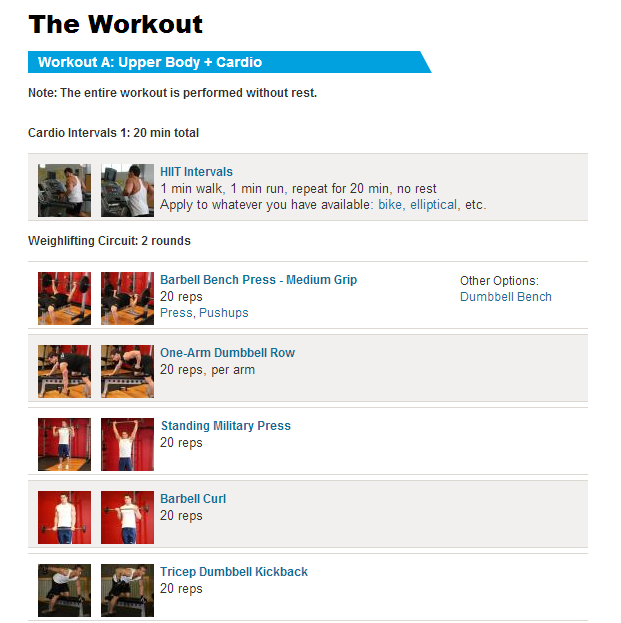 The Workout
Workout A: Upper Body + Cardio
Note: The entire workout is performed without rest.
Cardio Intervals 1: 20 min total
HIIT Intervals
1 min walk, 1 min run, repeat for 20 min, no rest
Apply to whatever you have available: bike, elliptical, etc.
Weighlifting Circuit: 2 rounds
Barbell Bench Press - Medium Grip
20 reps
Press, Pushups
Other Options:
Dumbbell Bench
One-Arm Dumbbell Row
20 reps, per arm
Standing Military Press
20 reps
Barbell Curl
20 reps
Tricep Dumbbell Kickback
20 reps